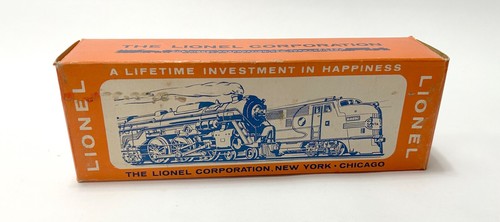 THE LIONEL CORPORATION
A LIFETIME INVESTMENT IN HAPPINESS
LIONEL
LIONEL
THE LIONEL CORPORATION, NEW YORK · CHICAGO